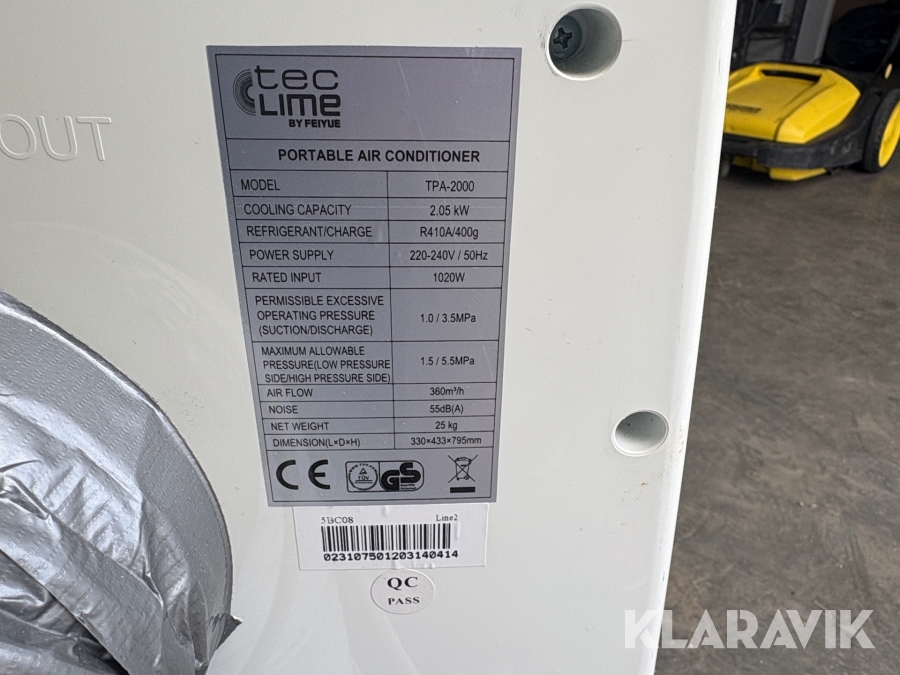 OUT
tec
LIME
BY FEIYUE
PORTABLE AIR CONDITIONER
MODEL TPA-2000
COOLING CAPACITY 2.05 kW
REFRIGERANT/CHARGE R410A/400g
POWER SUPPLY 220-240V / 50Hz
RATED INPUT 1020W
PERMISSIBLE EXCESSIVE
OPERATING PRESSURE 1.0 / 3.5MPa
(SUCTION/DISCHARGE)
MAXIMUM ALLOWABLE
PRESSURE(LOW PRESSURE 1.5 / 5.5MPa
SIDE/HIGH PRESSURE SIDE)
AIR FLOW 360m³/h
NOISE 55dB(A)
NET WEIGHT 25 kg
DIMENSION(L×D×H) 330×433×795mm
CE TÜV GS
5BC08 Line2
023107501203140414
QC
PASS
KLARAVIK